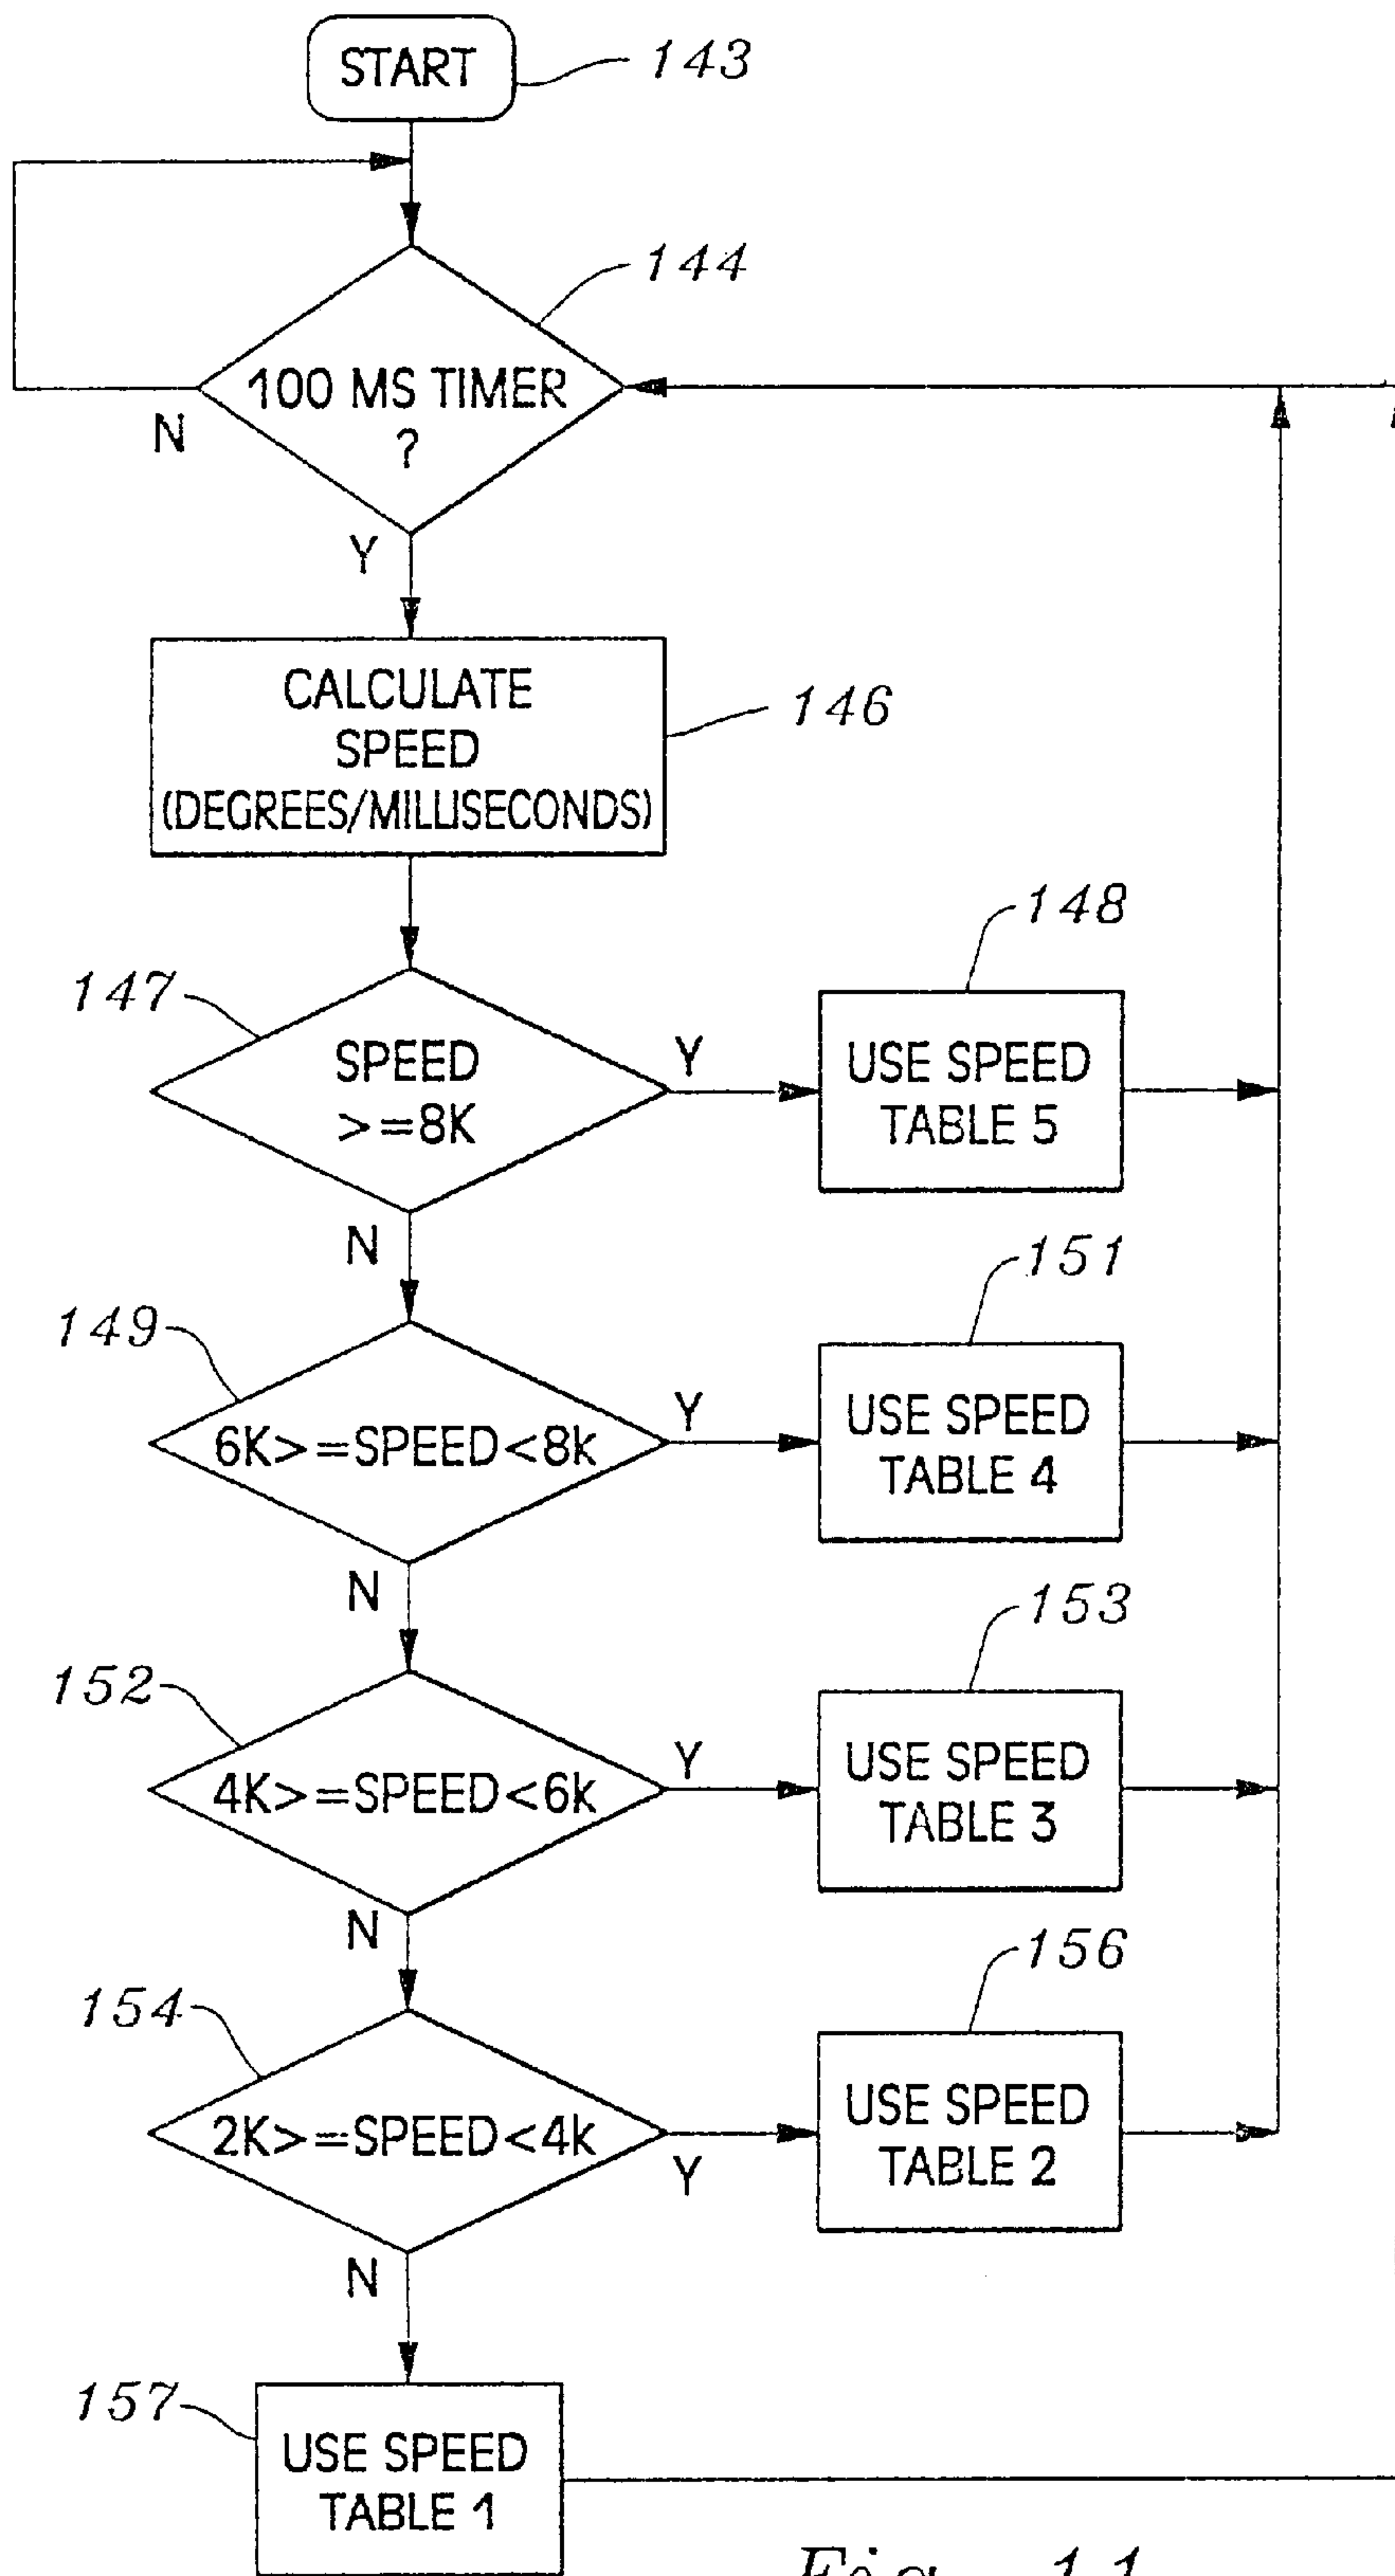 START
143
144
100 MS TIMER
?
N
Y
CALCULATE
SPEED
(DEGREES/MILLISECONDS)
146
147
SPEED
>=8K
Y
148
USE SPEED
TABLE 5
N
149
6K>=SPEED<8k
Y
151
USE SPEED
TABLE 4
N
152
4K>=SPEED<6k
Y
153
USE SPEED
TABLE 3
N
154
2K>=SPEED<4k
Y
156
USE SPEED
TABLE 2
N
157
USE SPEED
TABLE 1
Fig. 11